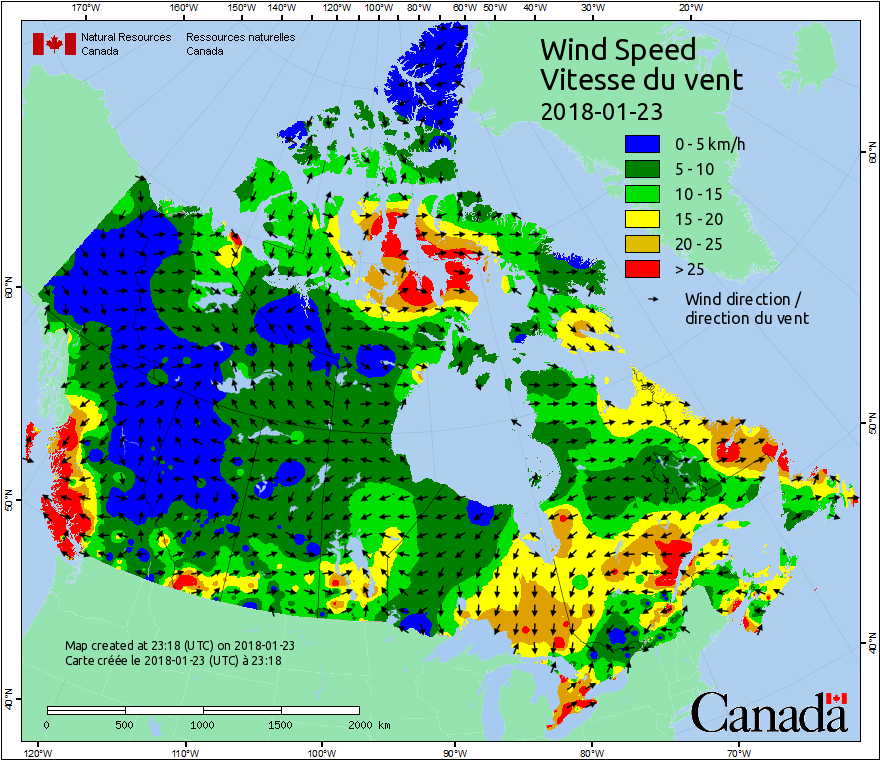 170°W 160°W 150°W 140°W 120°W 100°W 80°W 60°W 50°W 40°W 30°W 20°W
Natural Resources Canada
Ressources naturelles Canada
Wind Speed
Vitesse du vent
2018-01-23
0 - 5 km/h
5 - 10
10 - 15
15 - 20
20 - 25
> 25
Wind direction /
direction du vent
60°N
50°N
40°N
60°N
50°N
40°N
Map created at 23:18 (UTC) on 2018-01-23
Carte créée le 2018-01-23 (UTC) à 23:18
0 500 1000 1500 2000 km
Canada
120°W 110°W 100°W 90°W 80°W 70°W